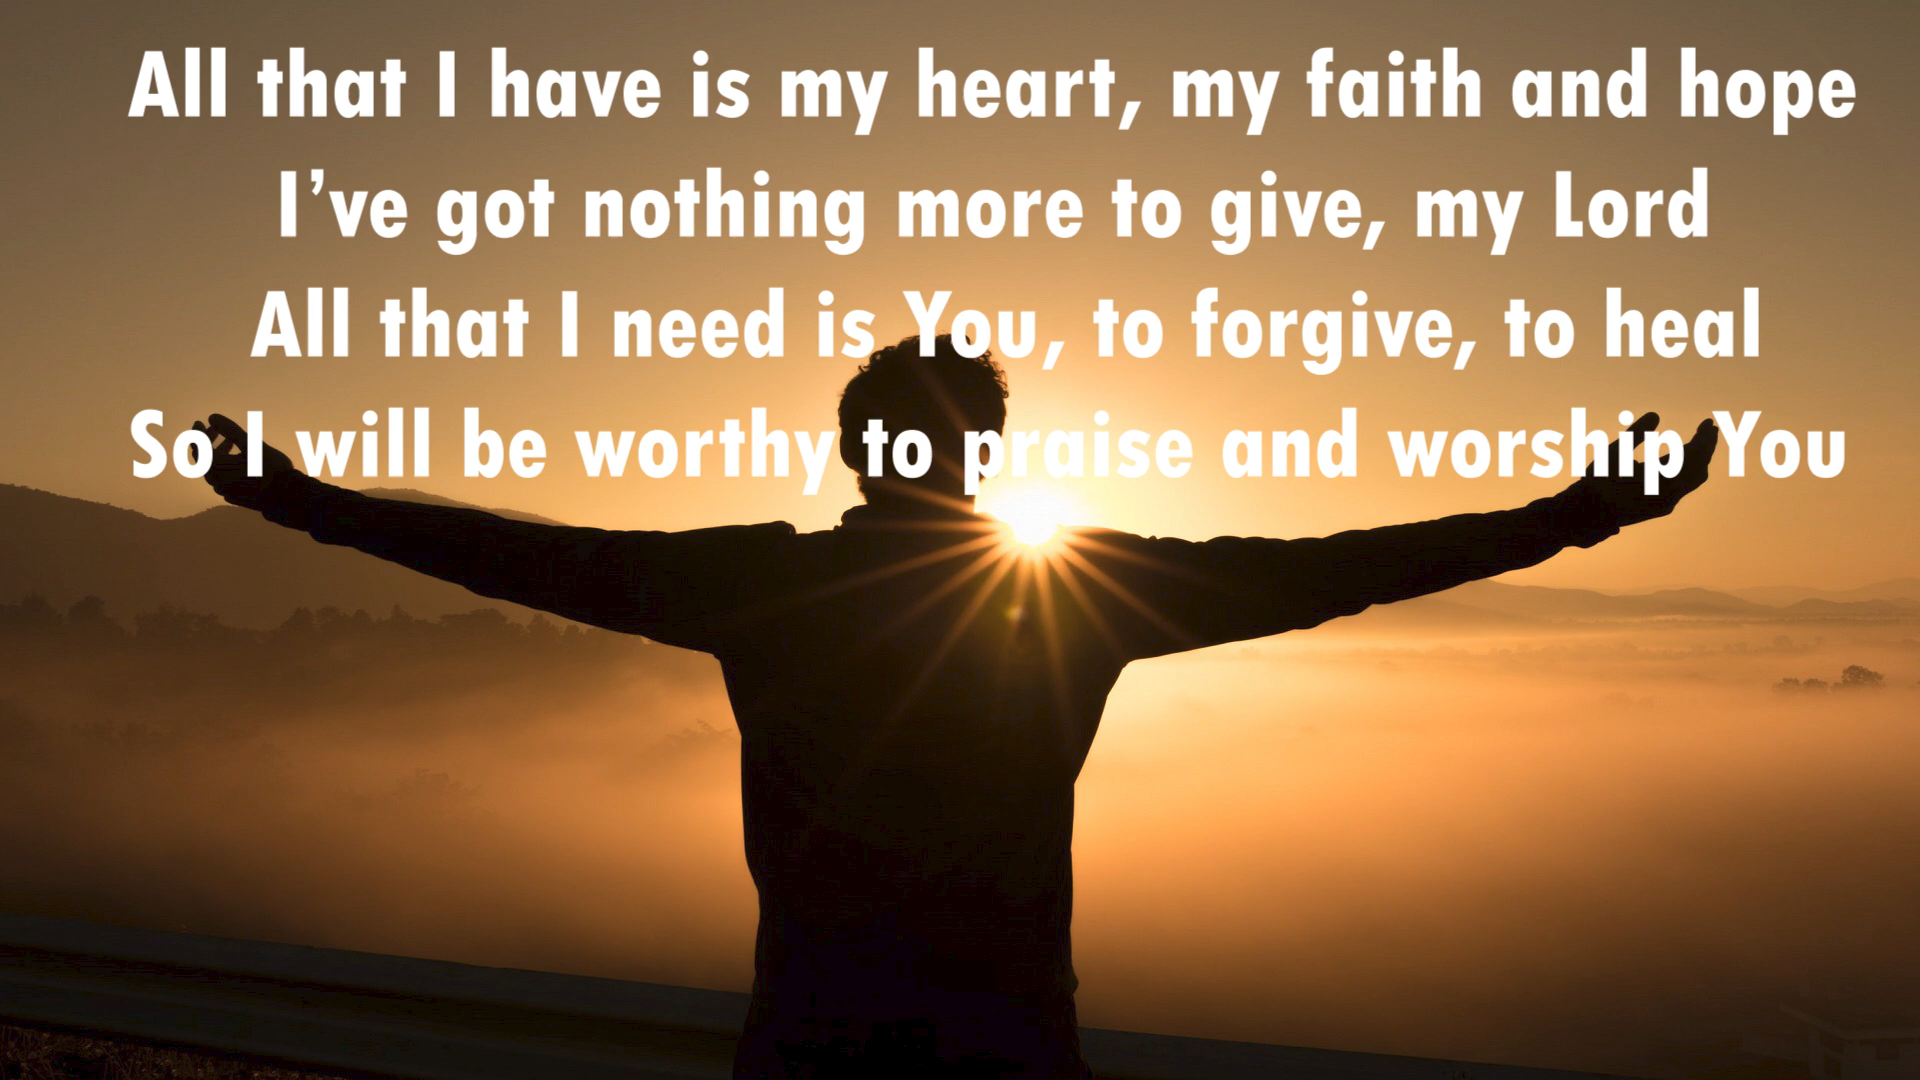 All that I have is my heart, my faith and hope
I’ve got nothing more to give, my Lord
All that I need is You, to forgive, to heal
So I will be worthy to praise and worship You